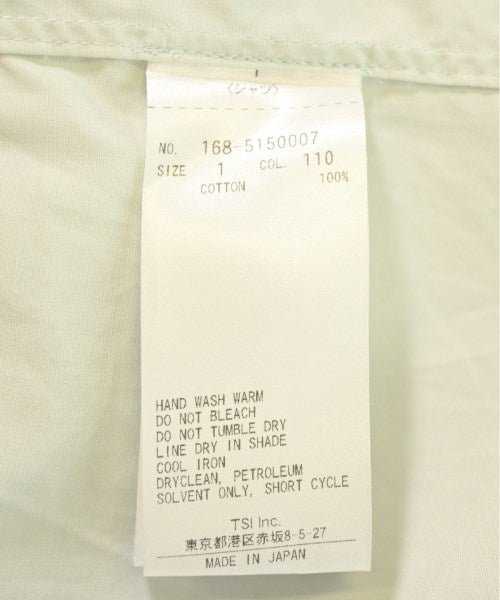 〈シャツ〉
NO. 168-5150007
SIZE 1 COL. 110
COTTON 100%
HAND WASH WARM
DO NOT BLEACH
DO NOT TUMBLE DRY
LINE DRY IN SHADE
COOL IRON
DRYCLEAN, PETROLEUM
SOLVENT ONLY, SHORT CYCLE
TSI Inc.
東京都港区赤坂8-5-27
MADE IN JAPAN